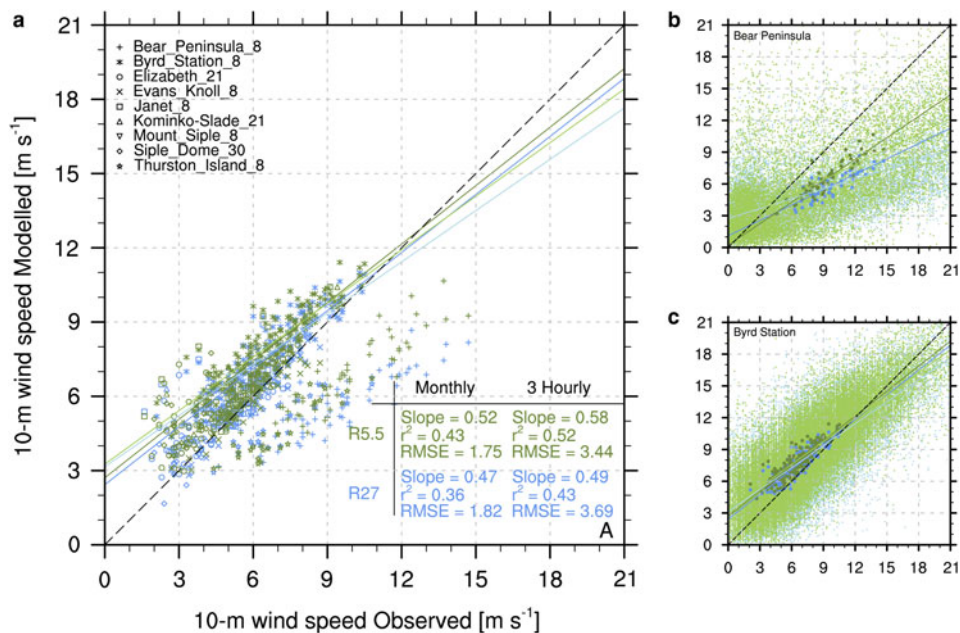 a
21
18
15
12
9
6
3
0
10-m wind speed Modelled [m s⁻¹]
Bear_Peninsula_8
Byrd_Station_8
Elizabeth_21
Evans_Knoll_8
Janet_8
Kominko-Slade_21
Mount_Siple_8
Siple_Dome_30
Thurston_Island_8
Monthly 3 Hourly
R5.5
Slope = 0.52 Slope = 0.58
r² = 0.43 r² = 0.52
RMSE = 1.75 RMSE = 3.44
R27
Slope = 0.47 Slope = 0.49
r² = 0.36 r² = 0.43
RMSE = 1.82 RMSE = 3.69
A
0 3 6 9 12 15 18 21
10-m wind speed Observed [m s⁻¹]
b
Bear Peninsula
21
18
15
12
9
6
3
0
0 3 6 9 12 15 18 21
c
Byrd Station
21
18
15
12
9
6
3
0
0 3 6 9 12 15 18 21